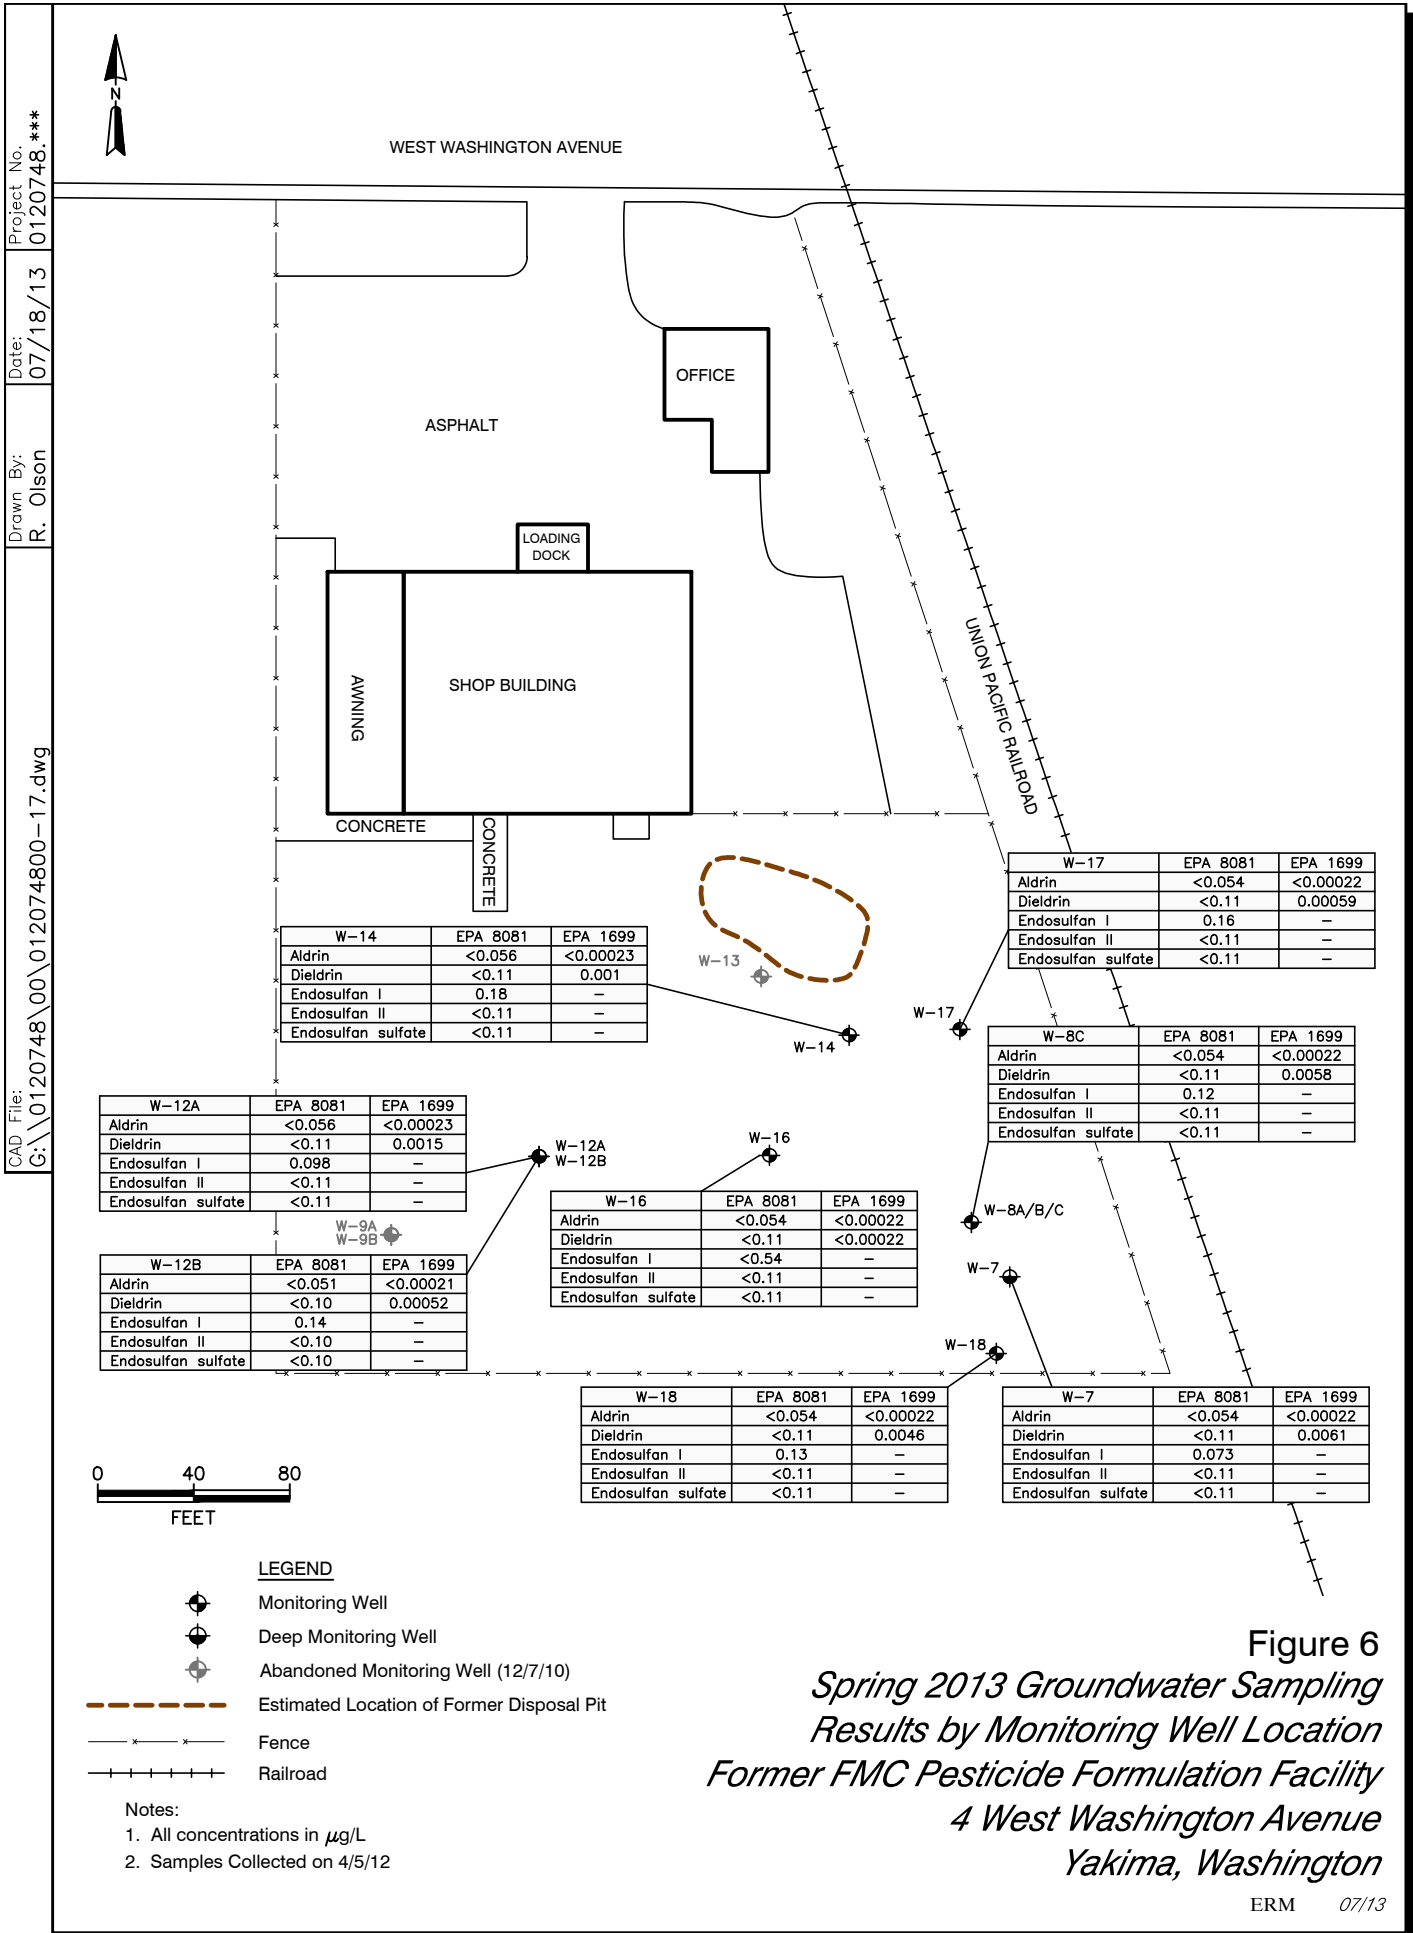 Project No.
0120748.***
Date:
07/18/13
Drawn By:
R. Olson
CAD File:
G:\\0120748\00\012074800-17.dwg
N
WEST WASHINGTON AVENUE
OFFICE
ASPHALT
LOADING
DOCK
AWNING
SHOP BUILDING
UNION PACIFIC RAILROAD
CONCRETE
CONCRETE
W-17 EPA 8081 EPA 1699
Aldrin <0.054 <0.00022
Dieldrin <0.11 0.00059
Endosulfan I 0.16 –
Endosulfan II <0.11 –
Endosulfan sulfate <0.11 –
W-14 EPA 8081 EPA 1699
Aldrin <0.056 <0.00023
Dieldrin <0.11 0.001
Endosulfan I 0.18 –
Endosulfan II <0.11 –
Endosulfan sulfate <0.11 –
W-13
W-17
W-14
W-8C EPA 8081 EPA 1699
Aldrin <0.054 <0.00022
Dieldrin <0.11 0.0058
Endosulfan I 0.12 –
Endosulfan II <0.11 –
Endosulfan sulfate <0.11 –
W-12A EPA 8081 EPA 1699
Aldrin <0.056 <0.00023
Dieldrin <0.11 0.0015
Endosulfan I 0.098 –
Endosulfan II <0.11 –
Endosulfan sulfate <0.11 –
W-12A
W-12B
W-16
W-16 EPA 8081 EPA 1699
Aldrin <0.054 <0.00022
Dieldrin <0.11 <0.00022
Endosulfan I <0.54 –
Endosulfan II <0.11 –
Endosulfan sulfate <0.11 –
W-8A/B/C
W-9A
W-9B
W-12B EPA 8081 EPA 1699
Aldrin <0.051 <0.00021
Dieldrin <0.10 0.00052
Endosulfan I 0.14 –
Endosulfan II <0.10 –
Endosulfan sulfate <0.10 –
W-7
W-18
W-18 EPA 8081 EPA 1699
Aldrin <0.054 <0.00022
Dieldrin <0.11 0.0046
Endosulfan I 0.13 –
Endosulfan II <0.11 –
Endosulfan sulfate <0.11 –
W-7 EPA 8081 EPA 1699
Aldrin <0.054 <0.00022
Dieldrin <0.11 0.0061
Endosulfan I 0.073 –
Endosulfan II <0.11 –
Endosulfan sulfate <0.11 –
0 40 80
FEET
LEGEND
Monitoring Well
Deep Monitoring Well
Abandoned Monitoring Well (12/7/10)
Estimated Location of Former Disposal Pit
Fence
Railroad
Notes:
1. All concentrations in μg/L
2. Samples Collected on 4/5/12
Figure 6
Spring 2013 Groundwater Sampling
Results by Monitoring Well Location
Former FMC Pesticide Formulation Facility
4 West Washington Avenue
Yakima, Washington
ERM 07/13